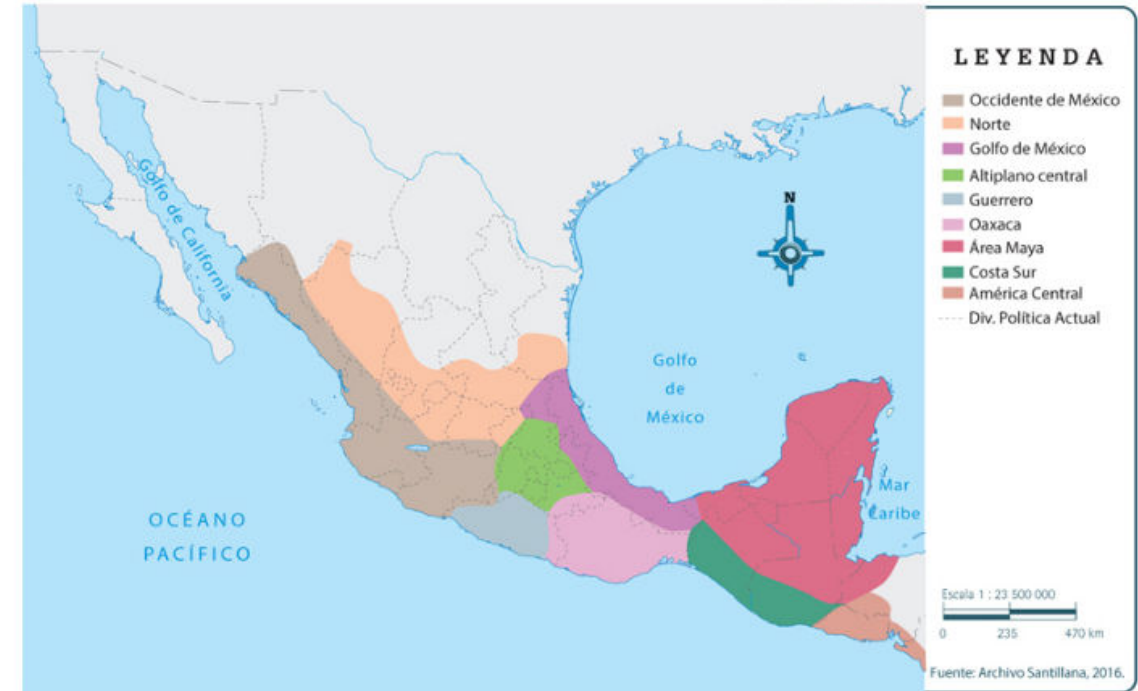 LEYENDA
Occidente de México
Norte
Golfo de México
Altiplano central
Guerrero
Oaxaca
Área Maya
Costa Sur
América Central
Div. Política Actual
Golfo de California
N
Golfo
de
México
Mar
Caribe
OCÉANO
PACÍFICO
Escala 1 : 23 500 000
0 235 470 km
Fuente: Archivo Santillana, 2016.